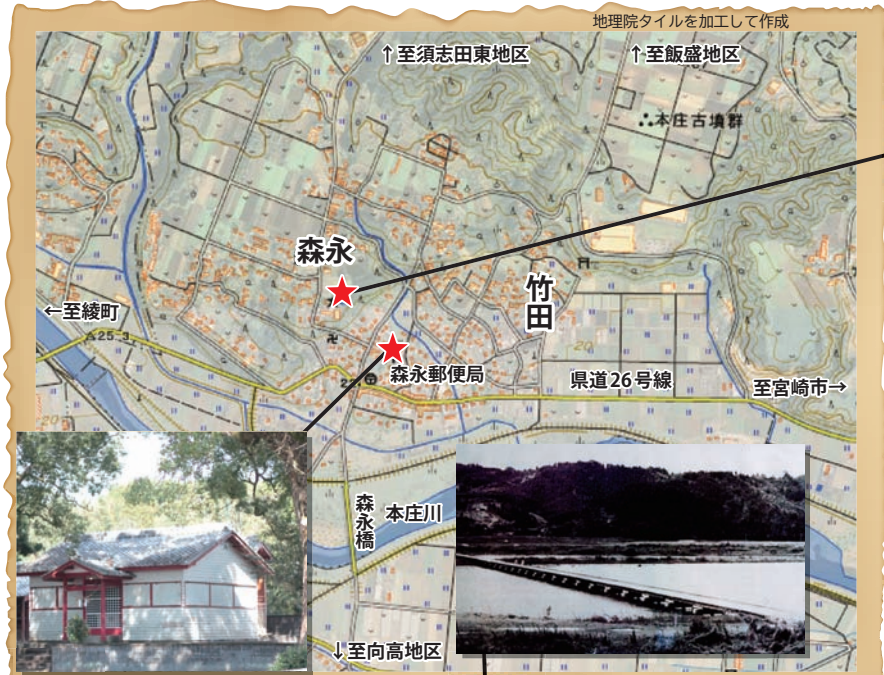 地理院タイルを加工して作成
↑至須志田東地区
↑至飯盛地区
∴本庄古墳群
森永
竹田
←至綾町
25.3
森永郵便局
県道26号線
至宮崎市→
20
森永橋
本庄川
↓至向高地区